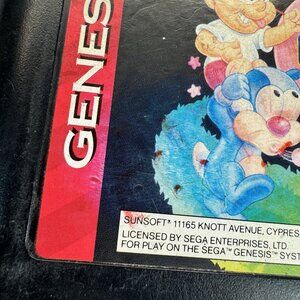 GENES
SUNSOFT® 11165 KNOTT AVENUE, CYPRES
LICENSED BY SEGA ENTERPRISES, LTD.
FOR PLAY ON THE SEGA™ GENESIS™ SYST